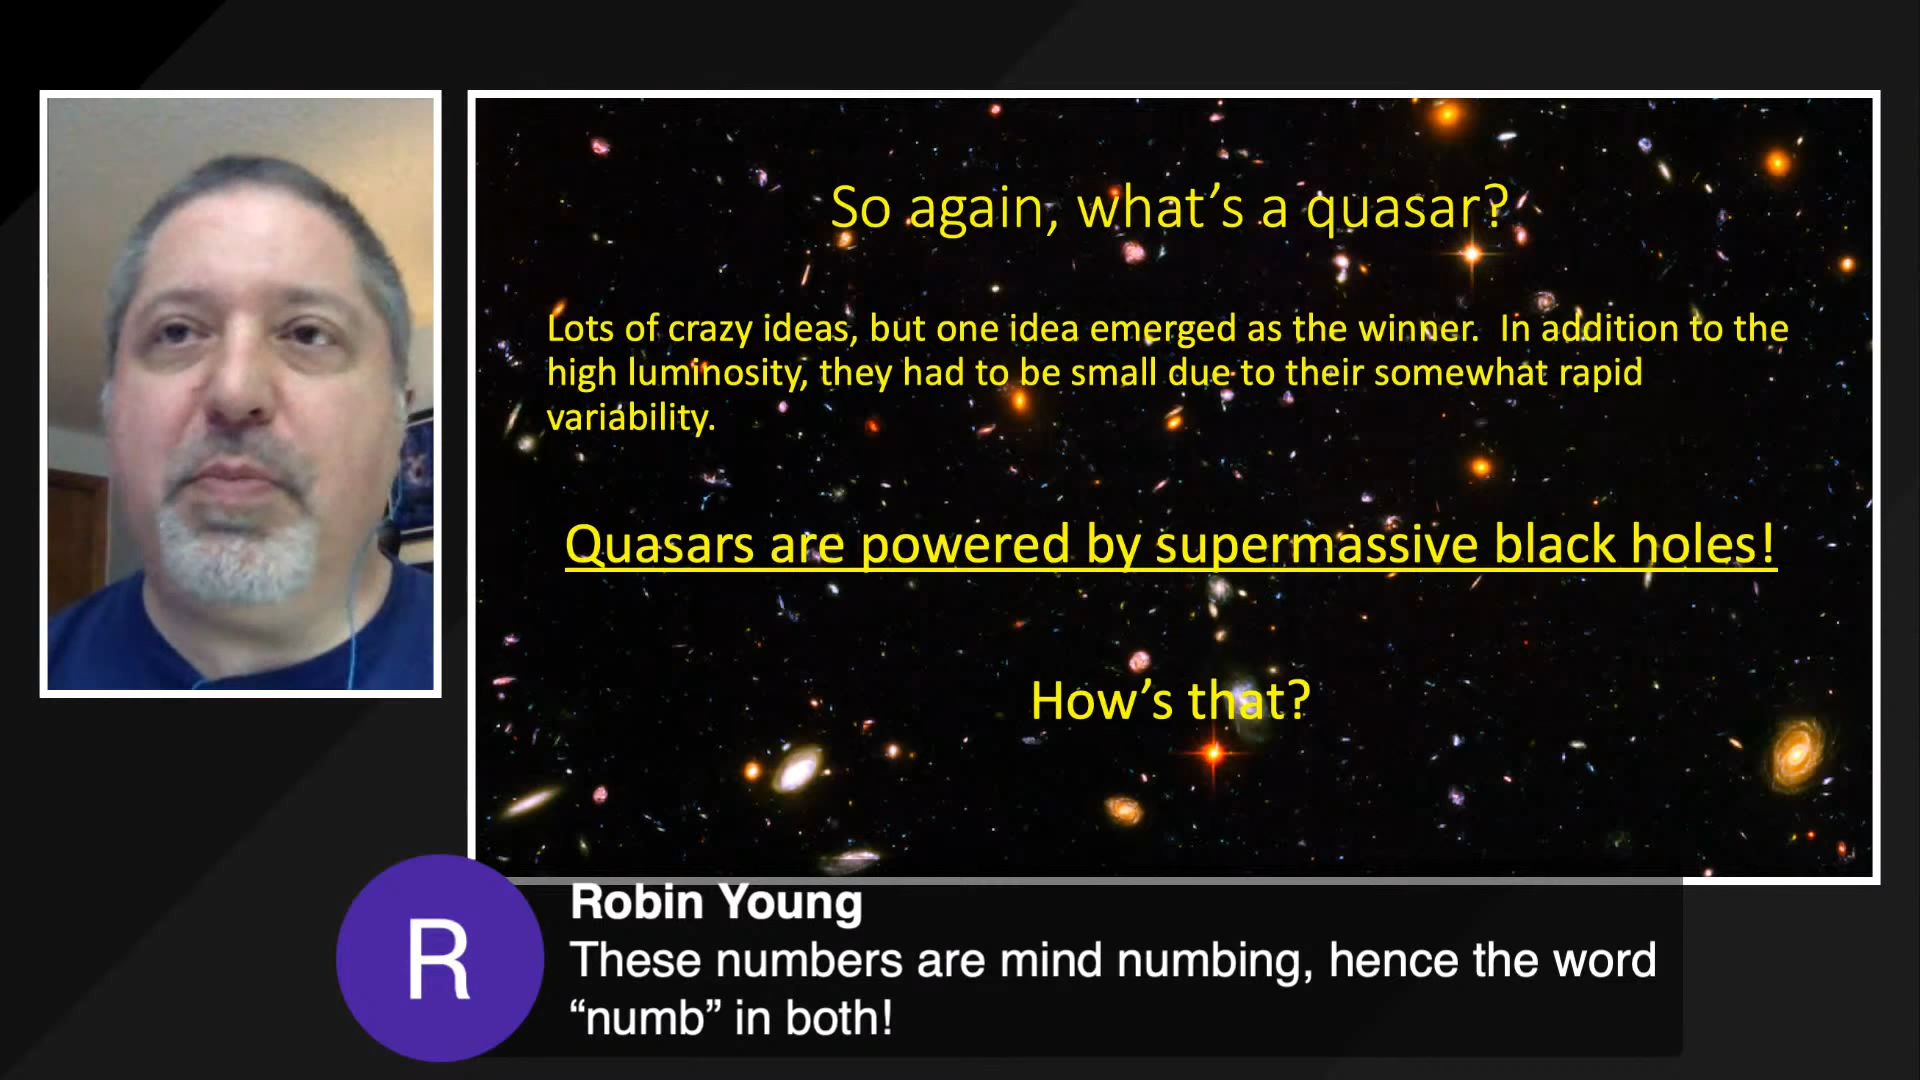 So again, what’s a quasar?
Lots of crazy ideas, but one idea emerged as the winner.  In addition to the
high luminosity, they had to be small due to their somewhat rapid
variability.
Quasars are powered by supermassive black holes!
How’s that?
R
Robin Young
These numbers are mind numbing, hence the word
“numb” in both!